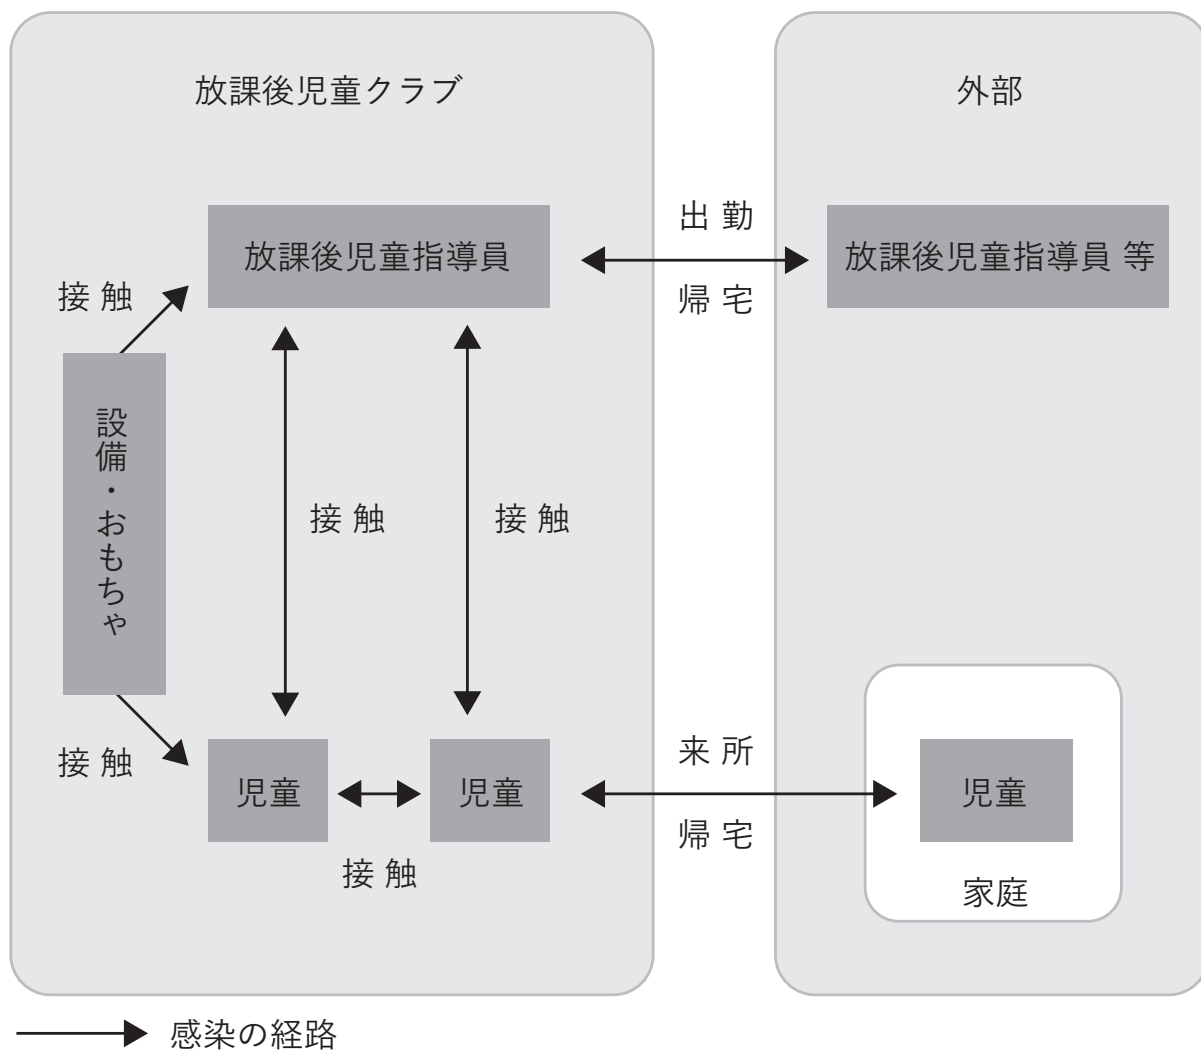 放課後児童クラブ
外部
放課後児童指導員
出勤
帰宅
放課後児童指導員 等
接触
設備・おもちゃ
接触
接触
接触
児童
児童
接触
来所
帰宅
児童
家庭
感染の経路